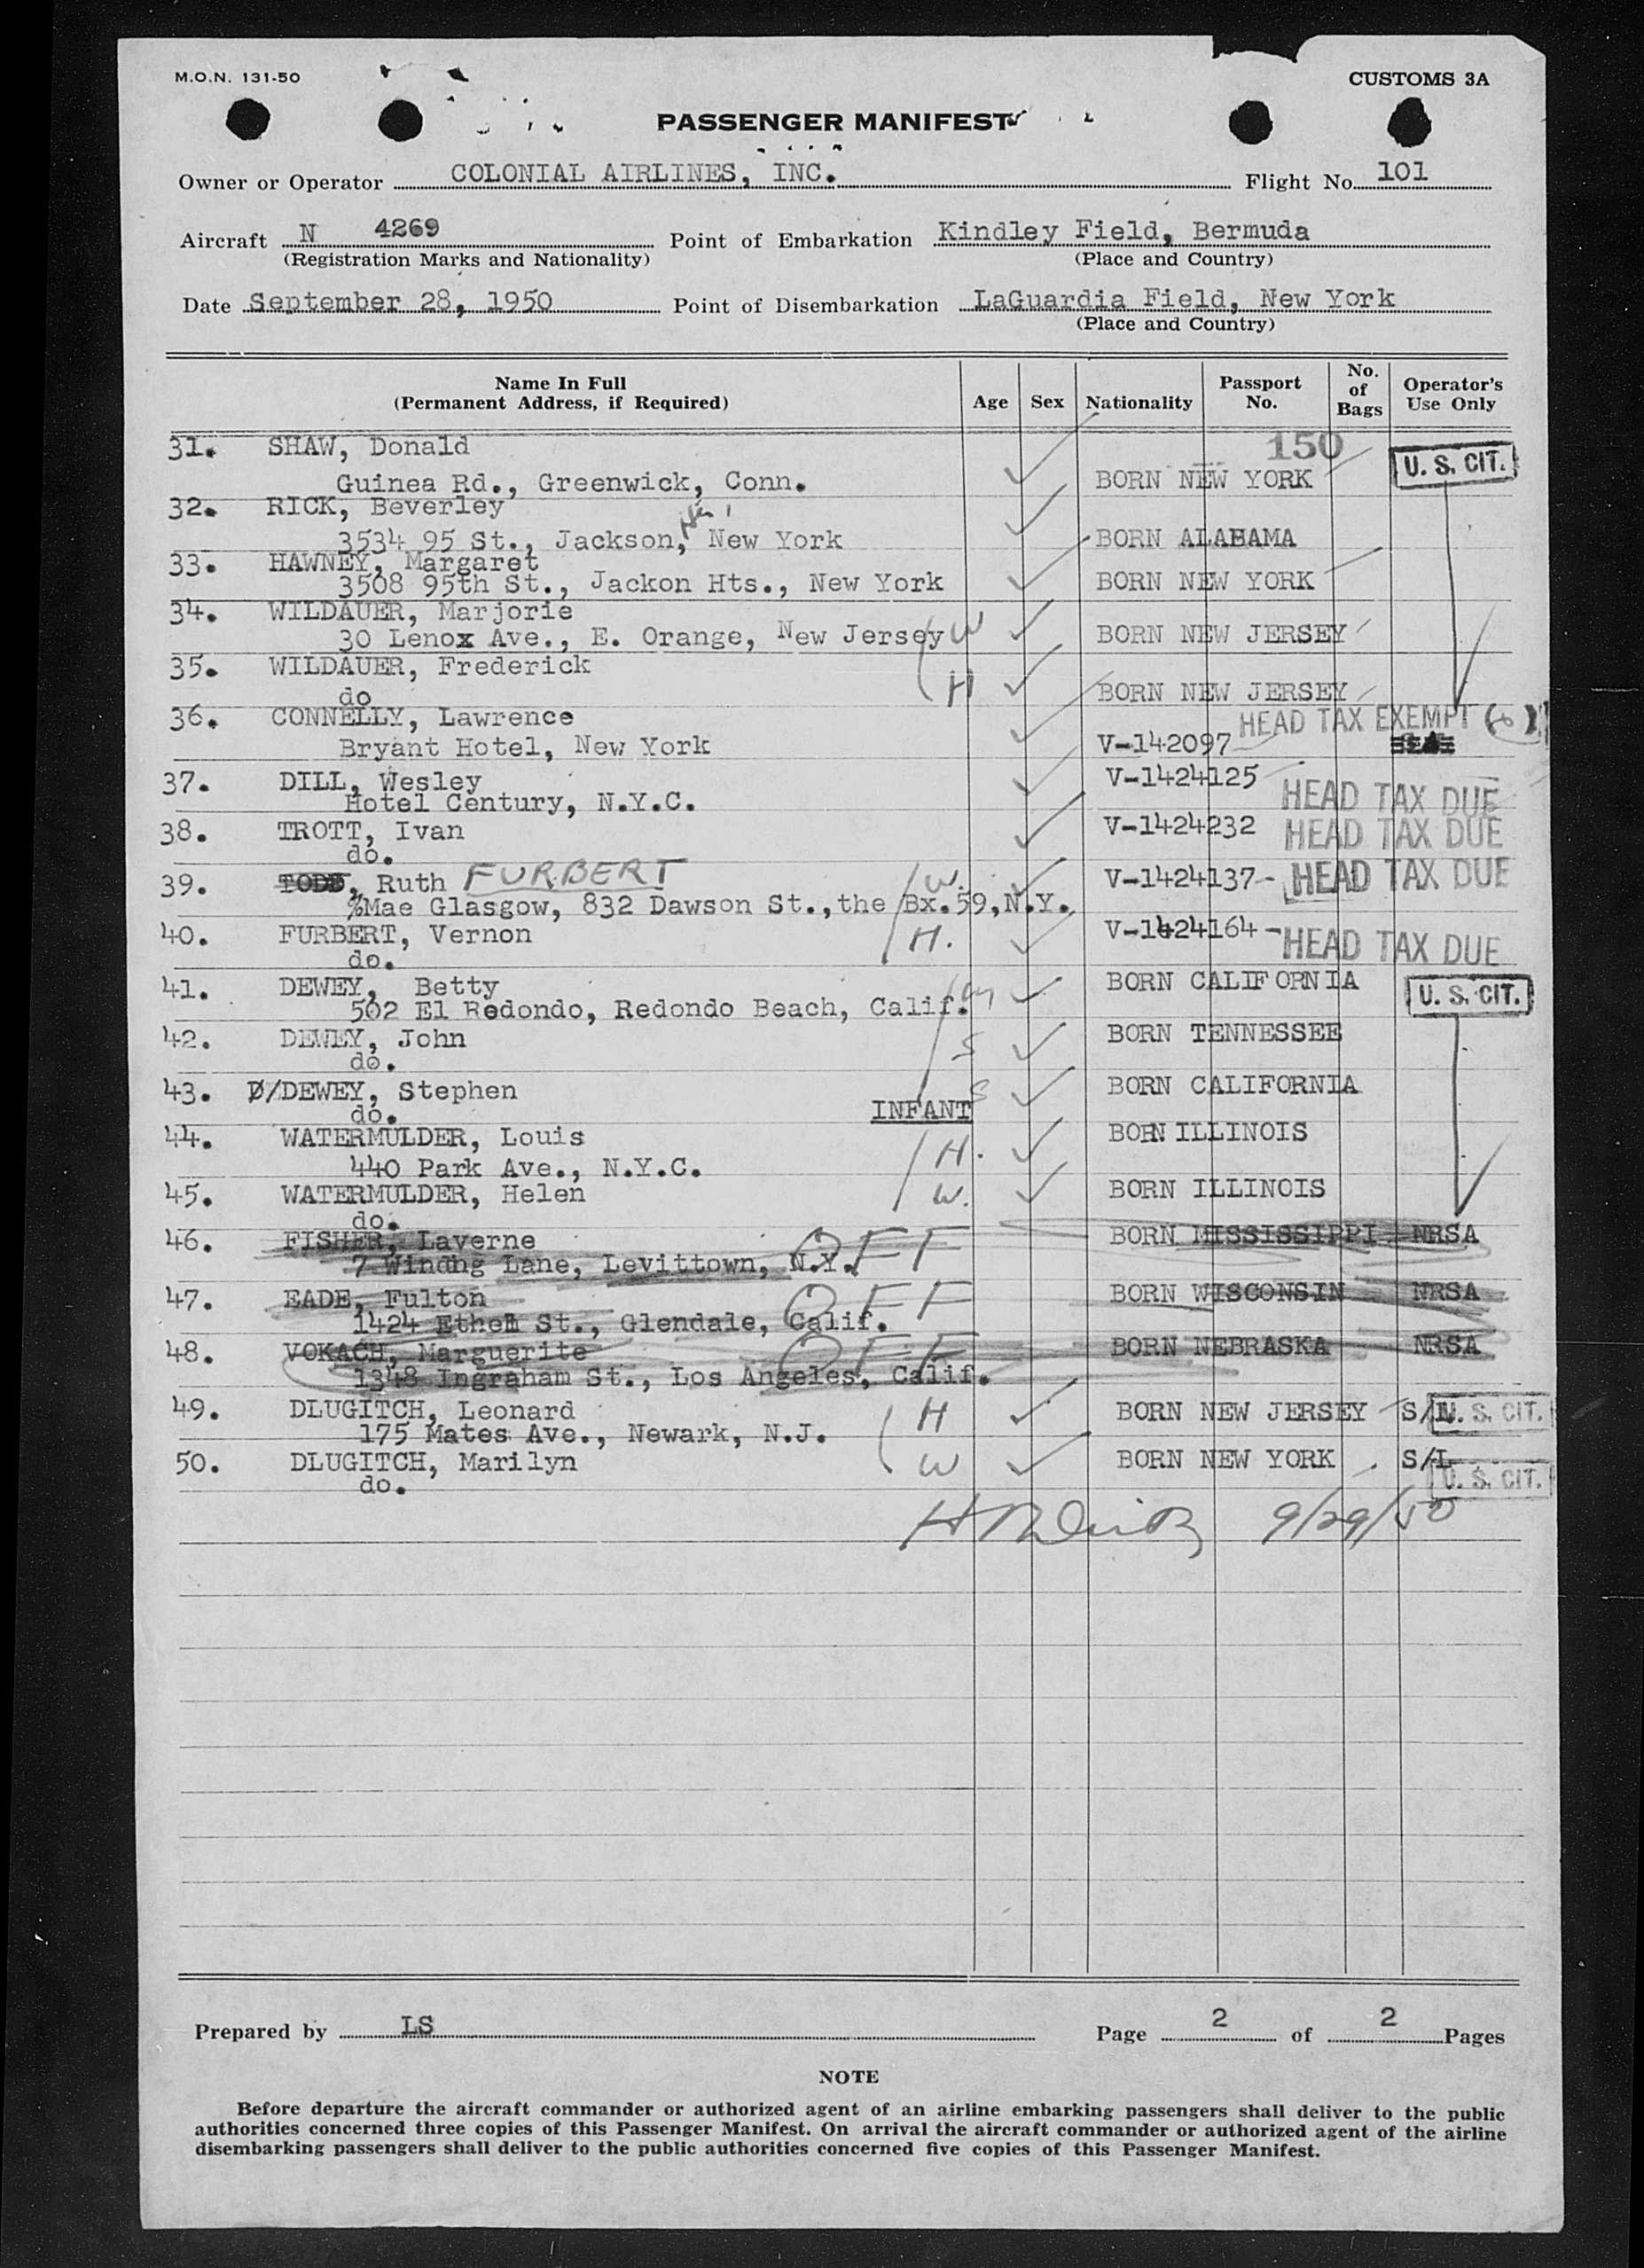 M.O.N. 131-50
CUSTOMS 3A
PASSENGER MANIFEST
Owner or Operator COLONIAL AIRLINES, INC. Flight No. 101
Aircraft N 4269 Point of Embarkation Kindley Field, Bermuda
(Registration Marks and Nationality) (Place and Country)
Date September 28, 1950 Point of Disembarkation LaGuardia Field, New York
(Place and Country)
Name In Full (Permanent Address, if Required) Age Sex Nationality Passport No. No. of Bags Operator's Use Only
150
31. SHAW, Donald U. S. CIT.
Guinea Rd., Greenwick, Conn. BORN NEW YORK
32. RICK, Beverley
3534 95 St., Jackson, New York BORN ALABAMA
33. HAWNEY, Margaret
3508 95th St., Jackon Hts., New York BORN NEW YORK
34. WILDAUER, Marjorie
30 Lenox Ave., E. Orange, New Jersey W BORN NEW JERSEY
35. WILDAUER, Frederick
do H BORN NEW JERSEY
36. CONNELLY, Lawrence HEAD TAX EXEMPT
Bryant Hotel, New York V-142097
37. DILL, Wesley V-1424125
Hotel Century, N.Y.C. HEAD TAX DUE
38. TROTT, Ivan V-1424232 HEAD TAX DUE
do.
39. TODD, Ruth FURBERT W. V-1424137- HEAD TAX DUE
%Mae Glasgow, 832 Dawson St.,the Bx.59,N.Y.
40. FURBERT, Vernon H. V-1424164- HEAD TAX DUE
do.
41. DEWEY, Betty M BORN CALIFORNIA U. S. CIT.
502 El Redondo, Redondo Beach, Calif.
42. DEWEY, John S BORN TENNESSEE
do.
43. Ø/DEWEY, Stephen S BORN CALIFORNIA
do. INFANT
44. WATERMULDER, Louis H. BORN ILLINOIS
440 Park Ave., N.Y.C.
45. WATERMULDER, Helen W. BORN ILLINOIS
do.
46. FISHER, Laverne OFF BORN MISSISSIPPI NRSA
7 Windng Lane, Levittown, N.Y.
47. EADE, Fulton OFF BORN WISCONSIN NRSA
1424 Ethel St., Glendale, Calif.
48. VOKACH, Marguerite OFF BORN NEBRASKA NRSA
1348 Ingraham St., Los Angeles, Calif.
49. DLUGITCH, Leonard H BORN NEW JERSEY S/L U. S. CIT.
175 Mates Ave., Newark, N.J.
50. DLUGITCH, Marilyn W BORN NEW YORK S/L
do. U. S. CIT.
9/29/50
Prepared by LS Page 2 of 2 Pages
NOTE
Before departure the aircraft commander or authorized agent of an airline embarking passengers shall deliver to the public
authorities concerned three copies of this Passenger Manifest. On arrival the aircraft commander or authorized agent of the airline
disembarking passengers shall deliver to the public authorities concerned five copies of this Passenger Manifest.